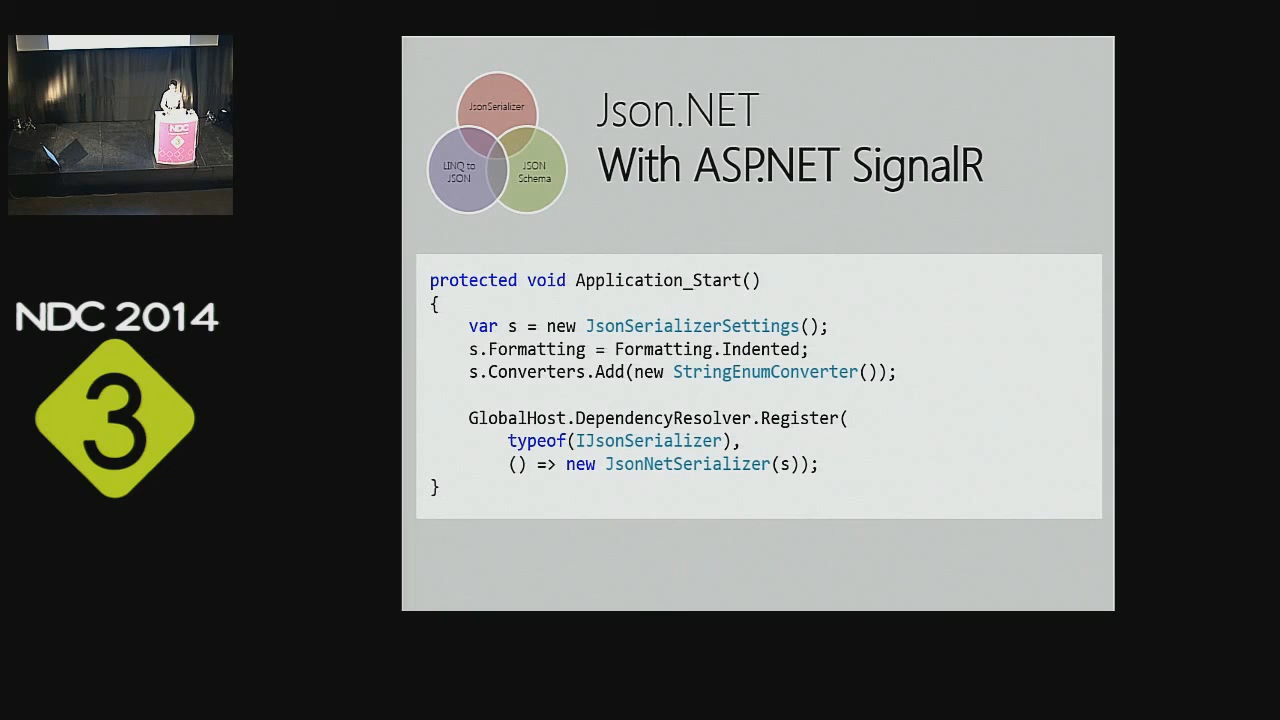 NDC
NDC 2014
3
JsonSerializer
LINQ to
JSON
JSON
Schema
Json.NET
With ASP.NET SignalR
protected void Application_Start()
{
var s = new JsonSerializerSettings();
s.Formatting = Formatting.Indented;
s.Converters.Add(new StringEnumConverter());
GlobalHost.DependencyResolver.Register(
typeof(IJsonSerializer),
() => new JsonNetSerializer(s));
}